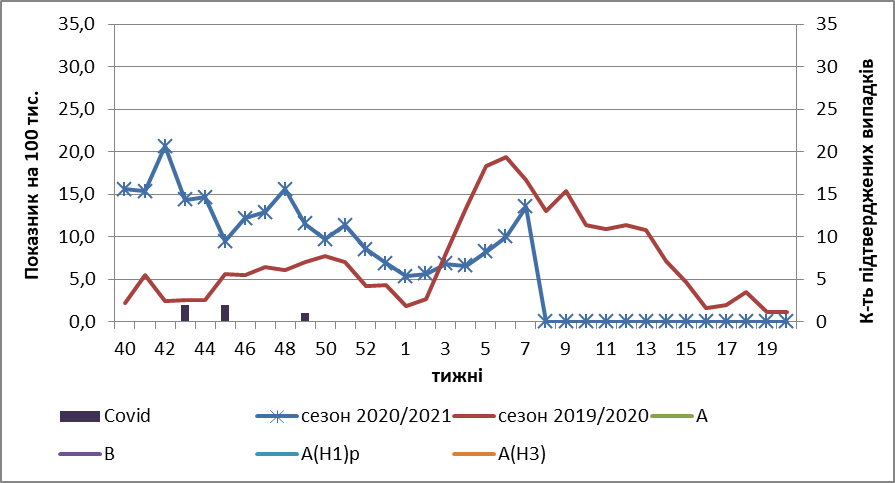 Показник на 100 тис.
К-ть підтверджених випадків
35,0
30,0
25,0
20,0
15,0
10,0
5,0
0,0
35
30
25
20
15
10
5
0
40 42 44 46 48 50 52 1 3 5 7 9 11 13 15 17 19
тижні
Covid сезон 2020/2021 сезон 2019/2020 А
В А(Н1)р А(Н3)